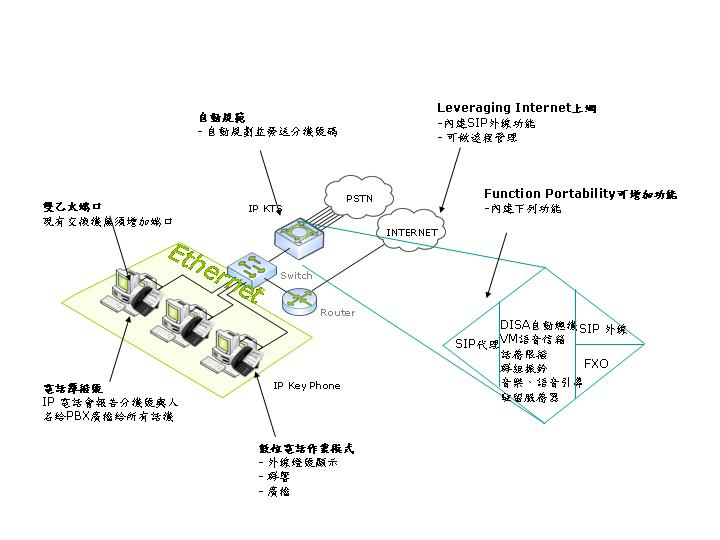 Leveraging Internet上網
-內建SIP外線功能
- 可做遠程管理
自動規範
- 自動規劃並發送分機號碼
Function Portability可增加功能
-內建下列功能
雙乙太端口
現有交換機無須增加端口
IP KTS
PSTN
INTERNET
Ethernet
Switch
Router
SIP代理
DISA自動總機
VM語音信箱
話務限撥
群組振鈴
音樂、語音引導
駐留服務器
SIP 外線
FXO
IP Key Phone
IP 電話會報告分機號與人
名給PBX廣播給所有話機
數位電話作業模式
- 外線燈號顯示
- 群響
- 廣播